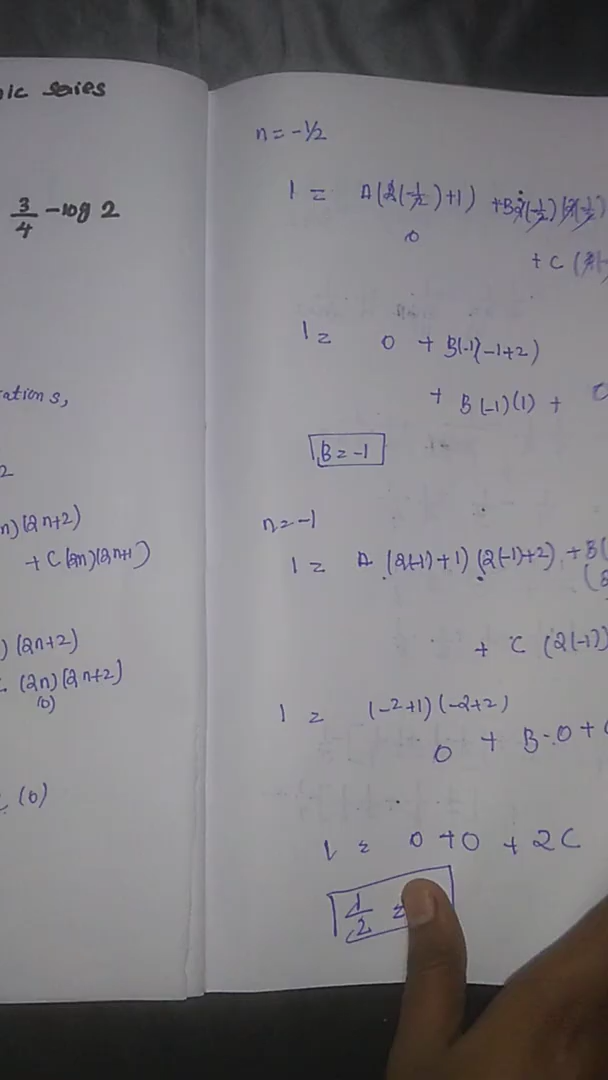 ic series
3/4 - log 2
ations,
2
n)(2n+2)
+ C(2n)(2n+1)
) (2n+2)
(2n)(2n+2)
(0)
(0)
n = -1/2
1 = A(2(-1/2)+1) + B
0
+ C
1 = 0 + B(-1)(-1+2)
+ B(-1)(1) +
B = -1
n = -1
1 = A (2(-1)+1) (2(-1)+2) + B(
+ C (2(-1))
1 = (-2+1)(-2+2)
0 + B-0 +
1 = 0 + 0 + 2C
1/2 =